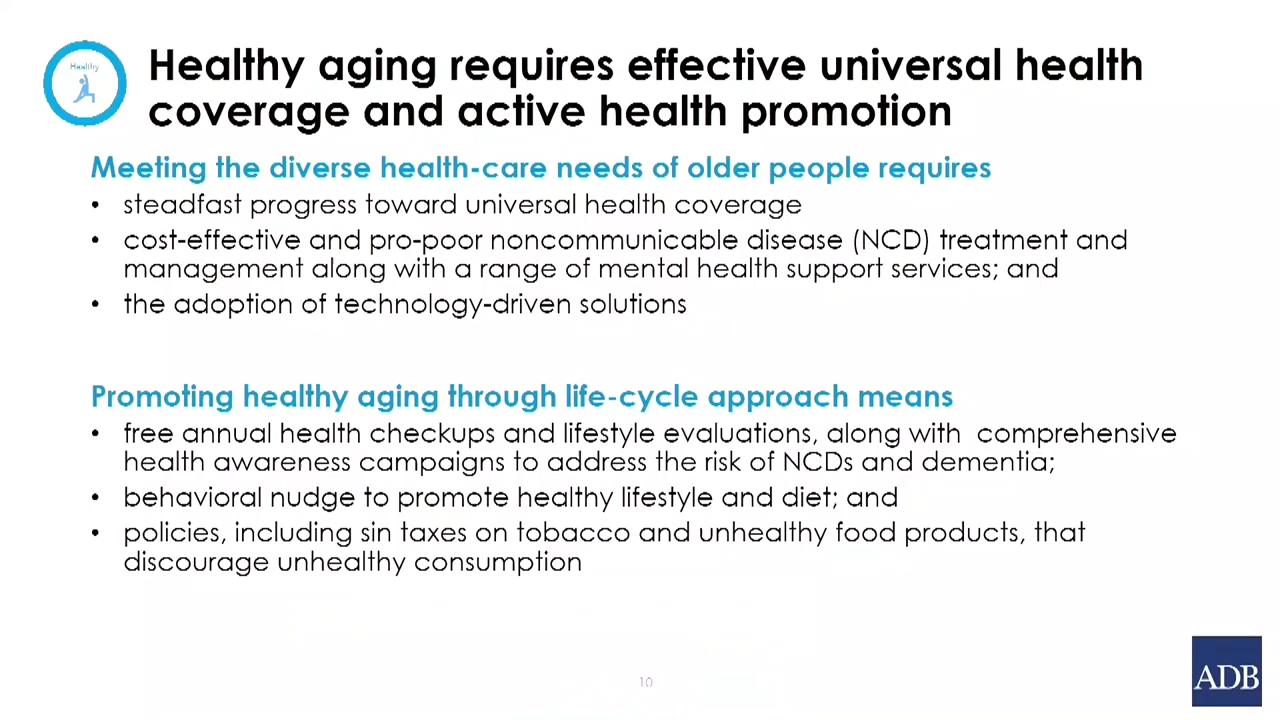 Healthy
Healthy aging requires effective universal health
coverage and active health promotion
Meeting the diverse health-care needs of older people requires
• steadfast progress toward universal health coverage
• cost-effective and pro-poor noncommunicable disease (NCD) treatment and
management along with a range of mental health support services; and
• the adoption of technology-driven solutions
Promoting healthy aging through life-cycle approach means
• free annual health checkups and lifestyle evaluations, along with  comprehensive
health awareness campaigns to address the risk of NCDs and dementia;
• behavioral nudge to promote healthy lifestyle and diet; and
• policies, including sin taxes on tobacco and unhealthy food products, that
discourage unhealthy consumption
10
ADB